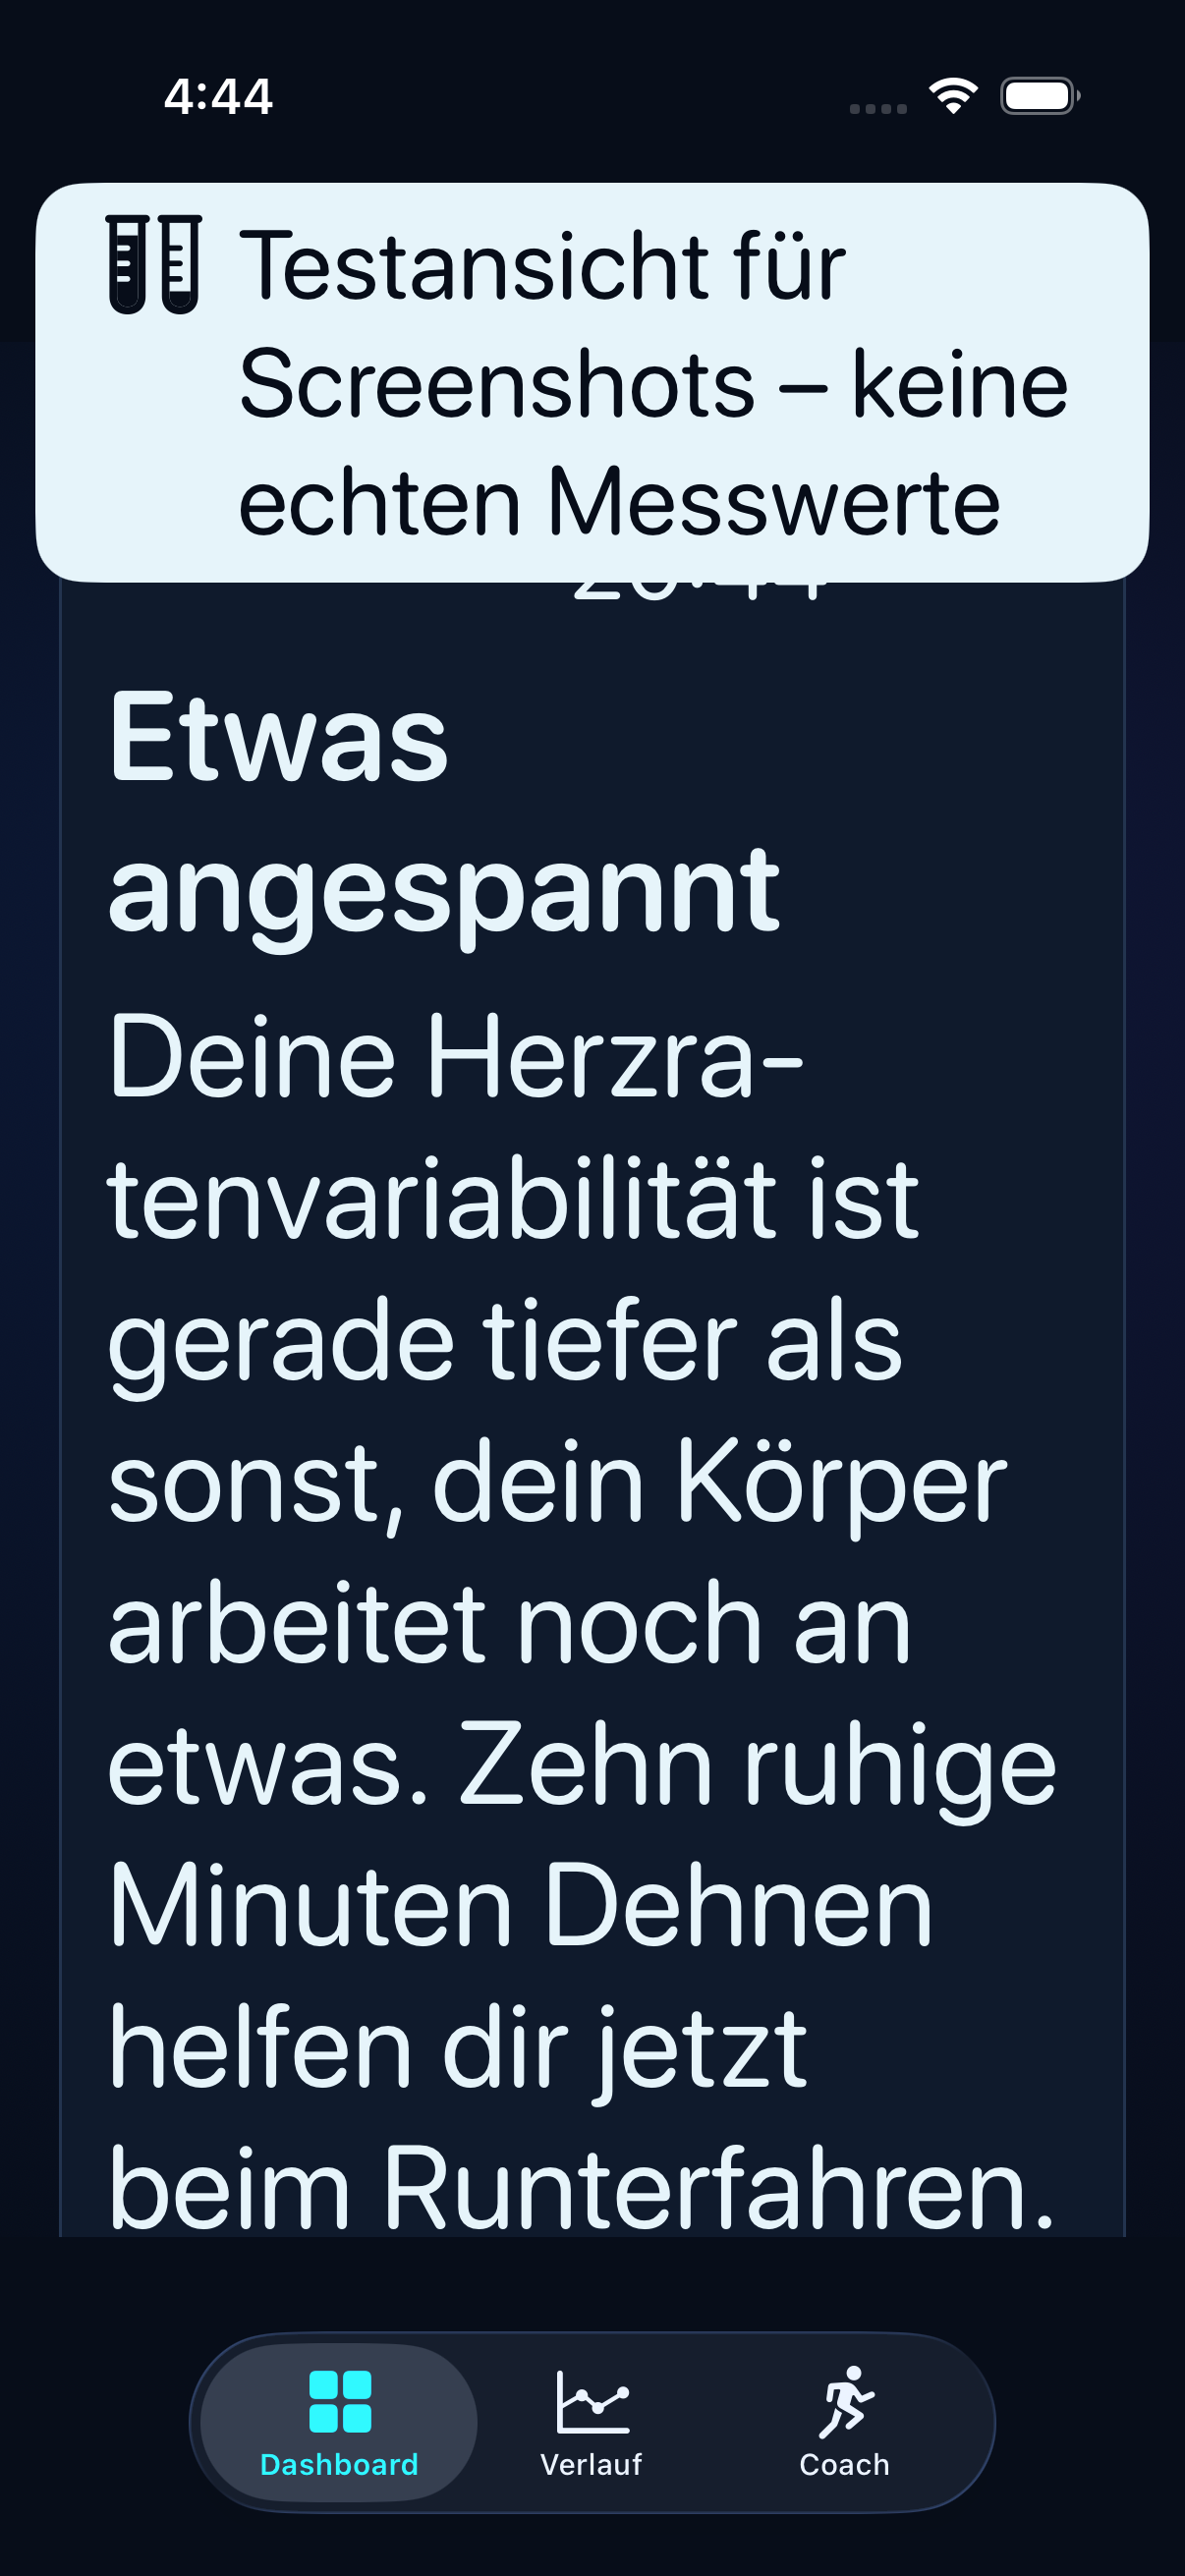 4:44
Testansicht für
Screenshots – keine
echten Messwerte
Etwas
angespannt
Deine Herzra-
tenvariabilität ist
gerade tiefer als
sonst, dein Körper
arbeitet noch an
etwas. Zehn ruhige
Minuten Dehnen
helfen dir jetzt
beim Runterfahren.
Dashboard
Verlauf
Coach